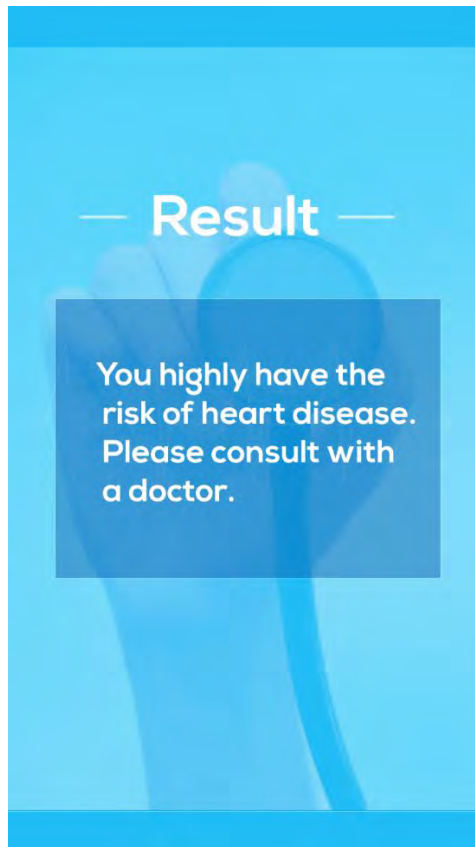 Result
You highly have the
risk of heart disease.
Please consult with
a doctor.